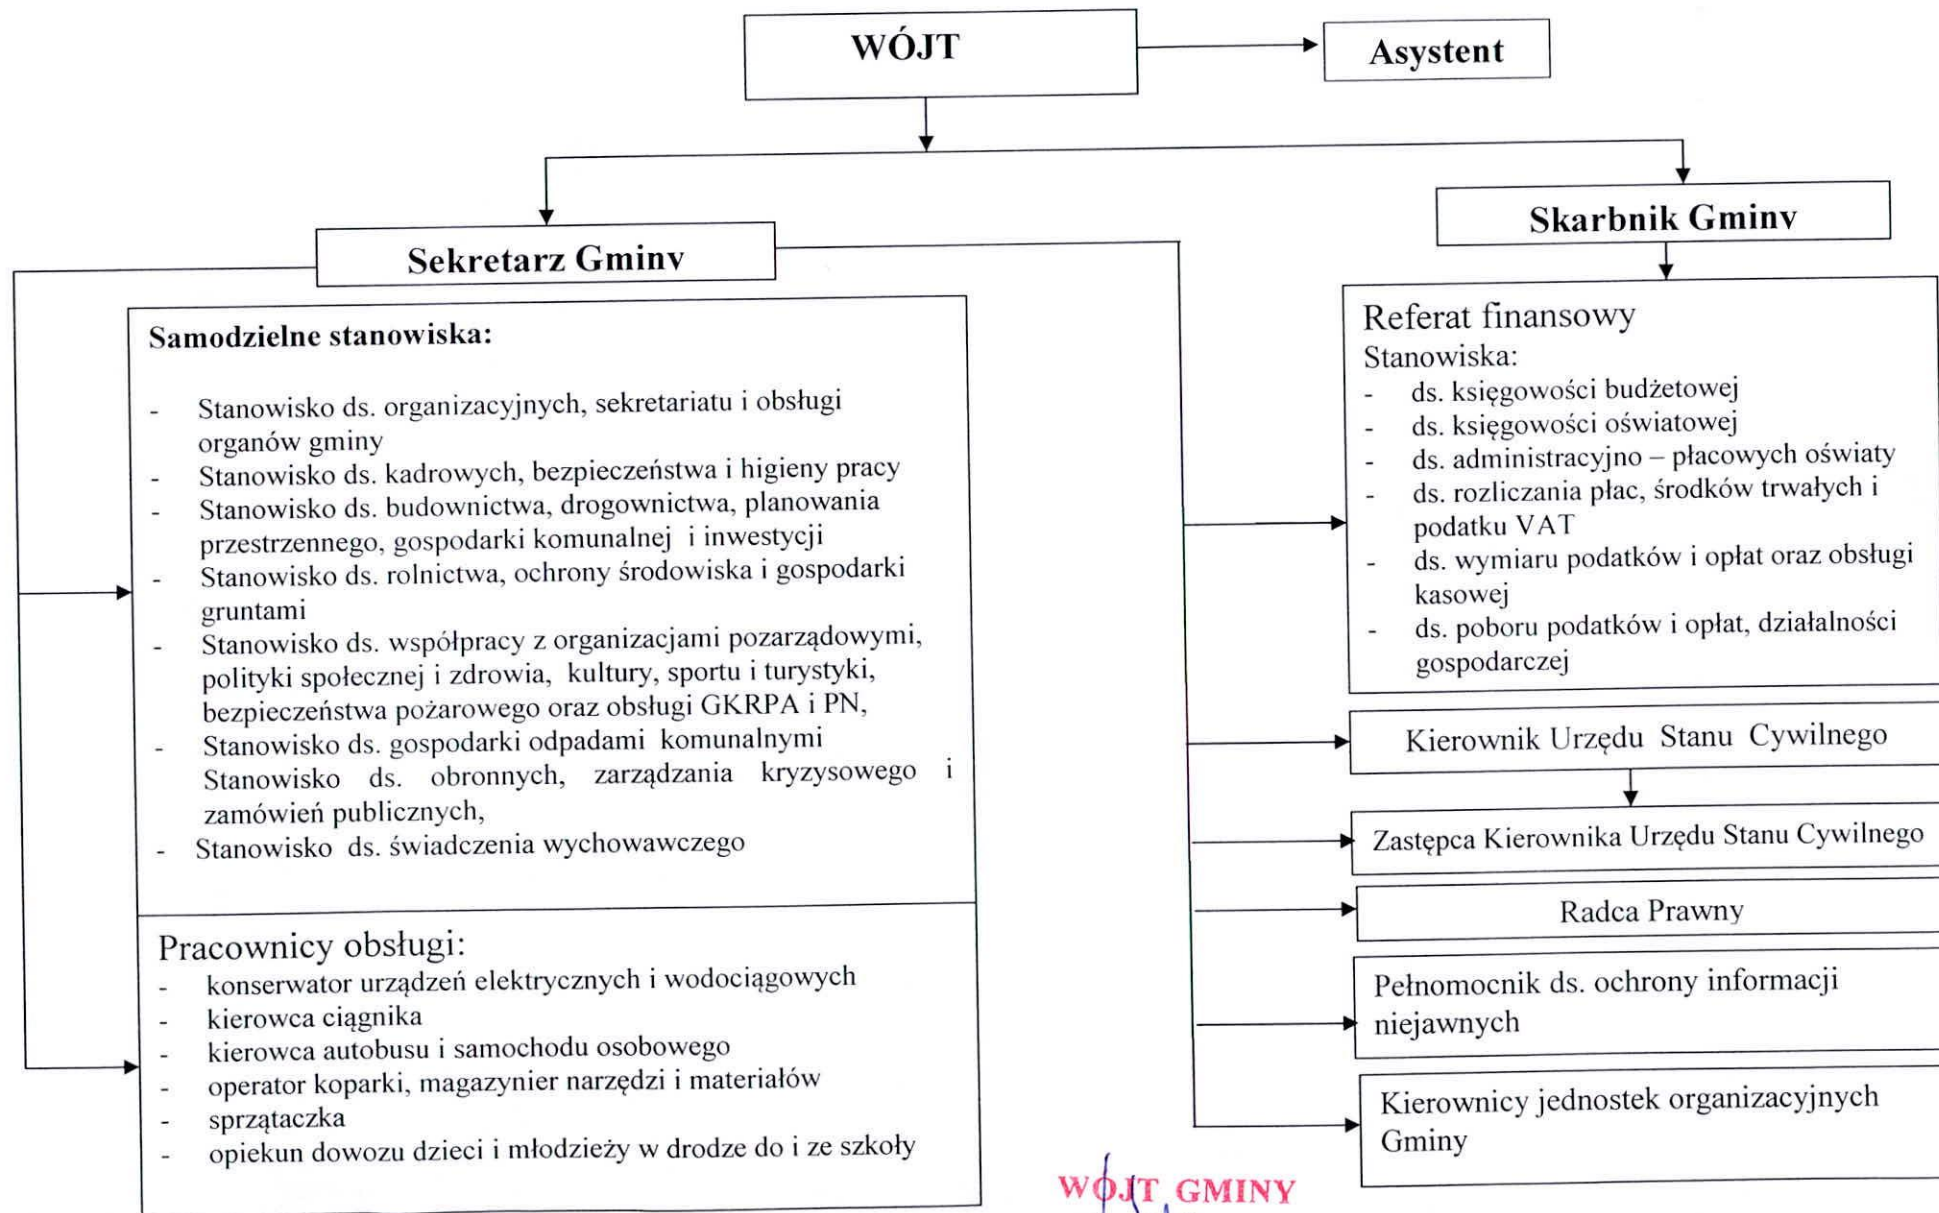 WÓJT
Asystent
Sekretarz Gminy
Skarbnik Gminy
Samodzielne stanowiska:
- Stanowisko ds. organizacyjnych, sekretariatu i obsługi
organów gminy
- Stanowisko ds. kadrowych, bezpieczeństwa i higieny pracy
- Stanowisko ds. budownictwa, drogownictwa, planowania
przestrzennego, gospodarki komunalnej i inwestycji
- Stanowisko ds. rolnictwa, ochrony środowiska i gospodarki
gruntami
- Stanowisko ds. współpracy z organizacjami pozarządowymi,
polityki społecznej i zdrowia, kultury, sportu i turystyki,
bezpieczeństwa pożarowego oraz obsługi GKRPA i PN,
- Stanowisko ds. gospodarki odpadami komunalnymi
Stanowisko ds. obronnych, zarządzania kryzysowego i
zamówień publicznych,
- Stanowisko ds. świadczenia wychowawczego
Pracownicy obsługi:
- konserwator urządzeń elektrycznych i wodociągowych
- kierowca ciągnika
- kierowca autobusu i samochodu osobowego
- operator koparki, magazynier narzędzi i materiałów
- sprzątaczka
- opiekun dowozu dzieci i młodzieży w drodze do i ze szkoły
Referat finansowy
Stanowiska:
- ds. księgowości budżetowej
- ds. księgowości oświatowej
- ds. administracyjno – płacowych oświaty
- ds. rozliczania płac, środków trwałych i
podatku VAT
- ds. wymiaru podatków i opłat oraz obsługi
kasowej
- ds. poboru podatków i opłat, działalności
gospodarczej
Kierownik Urzędu Stanu Cywilnego
Zastępca Kierownika Urzędu Stanu Cywilnego
Radca Prawny
Pełnomocnik ds. ochrony informacji
niejawnych
Kierownicy jednostek organizacyjnych
Gminy
WÓJT GMINY